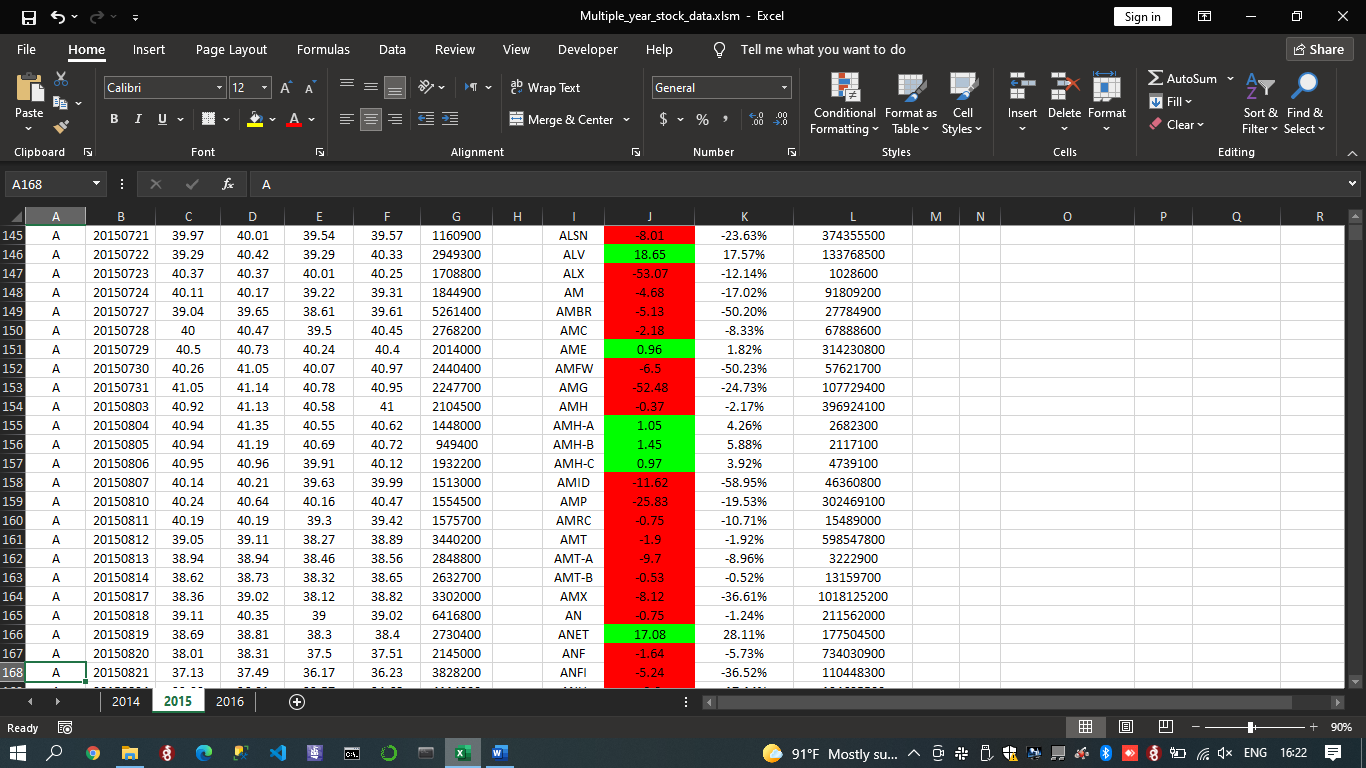 Multiple_year_stock_data.xlsm - Excel
Sign in
File Home Insert Page Layout Formulas Data Review View Developer Help Tell me what you want to do Share
Calibri 12 Wrap Text General AutoSum
Paste B I U Merge & Center $ % Conditional Formatting Format as Table Cell Styles Insert Delete Format Fill Clear Sort & Filter Find & Select
Clipboard Font Alignment Number Styles Cells Editing
A168 fx A
A B C D E F G H I J K L M N O P Q R
145 A 20150721 39.97 40.01 39.54 39.57 1160900 ALSN -8.01 -23.63% 374355500
146 A 20150722 39.29 40.42 39.29 40.33 2949300 ALV 18.65 17.57% 133768500
147 A 20150723 40.37 40.37 40.01 40.25 1708800 ALX -53.07 -12.14% 1028600
148 A 20150724 40.11 40.17 39.22 39.31 1844900 AM -4.68 -17.02% 91809200
149 A 20150727 39.04 39.65 38.61 39.61 5261400 AMBR -5.13 -50.20% 27784900
150 A 20150728 40 40.47 39.5 40.45 2768200 AMC -2.18 -8.33% 67888600
151 A 20150729 40.5 40.73 40.24 40.4 2014000 AME 0.96 1.82% 314230800
152 A 20150730 40.26 41.05 40.07 40.97 2440400 AMFW -6.5 -50.23% 57621700
153 A 20150731 41.05 41.14 40.78 40.95 2247700 AMG -52.48 -24.73% 107729400
154 A 20150803 40.92 41.13 40.58 41 2104500 AMH -0.37 -2.17% 396924100
155 A 20150804 40.94 41.35 40.55 40.62 1448000 AMH-A 1.05 4.26% 2682300
156 A 20150805 40.94 41.19 40.69 40.72 949400 AMH-B 1.45 5.88% 2117100
157 A 20150806 40.95 40.96 39.91 40.12 1932200 AMH-C 0.97 3.92% 4739100
158 A 20150807 40.14 40.21 39.63 39.99 1513000 AMID -11.62 -58.95% 46360800
159 A 20150810 40.24 40.64 40.16 40.47 1554500 AMP -25.83 -19.53% 302469100
160 A 20150811 40.19 40.19 39.3 39.42 1575700 AMRC -0.75 -10.71% 15489000
161 A 20150812 39.05 39.11 38.27 38.89 3440200 AMT -1.9 -1.92% 598547800
162 A 20150813 38.94 38.94 38.46 38.56 2848800 AMT-A -9.7 -8.96% 3222900
163 A 20150814 38.62 38.73 38.32 38.65 2632700 AMT-B -0.53 -0.52% 13159700
164 A 20150817 38.36 39.02 38.12 38.82 3302000 AMX -8.12 -36.61% 1018125200
165 A 20150818 39.11 40.35 39 39.02 6416800 AN -0.75 -1.24% 211562000
166 A 20150819 38.69 38.81 38.3 38.4 2730400 ANET 17.08 28.11% 177504500
167 A 20150820 38.01 38.31 37.5 37.51 2145000 ANF -1.64 -5.73% 734030900
168 A 20150821 37.13 37.49 36.17 36.23 3828200 ANFI -5.24 -36.52% 110448300
2014 2015 2016
Ready 90%
91°F Mostly su... ENG 16:22